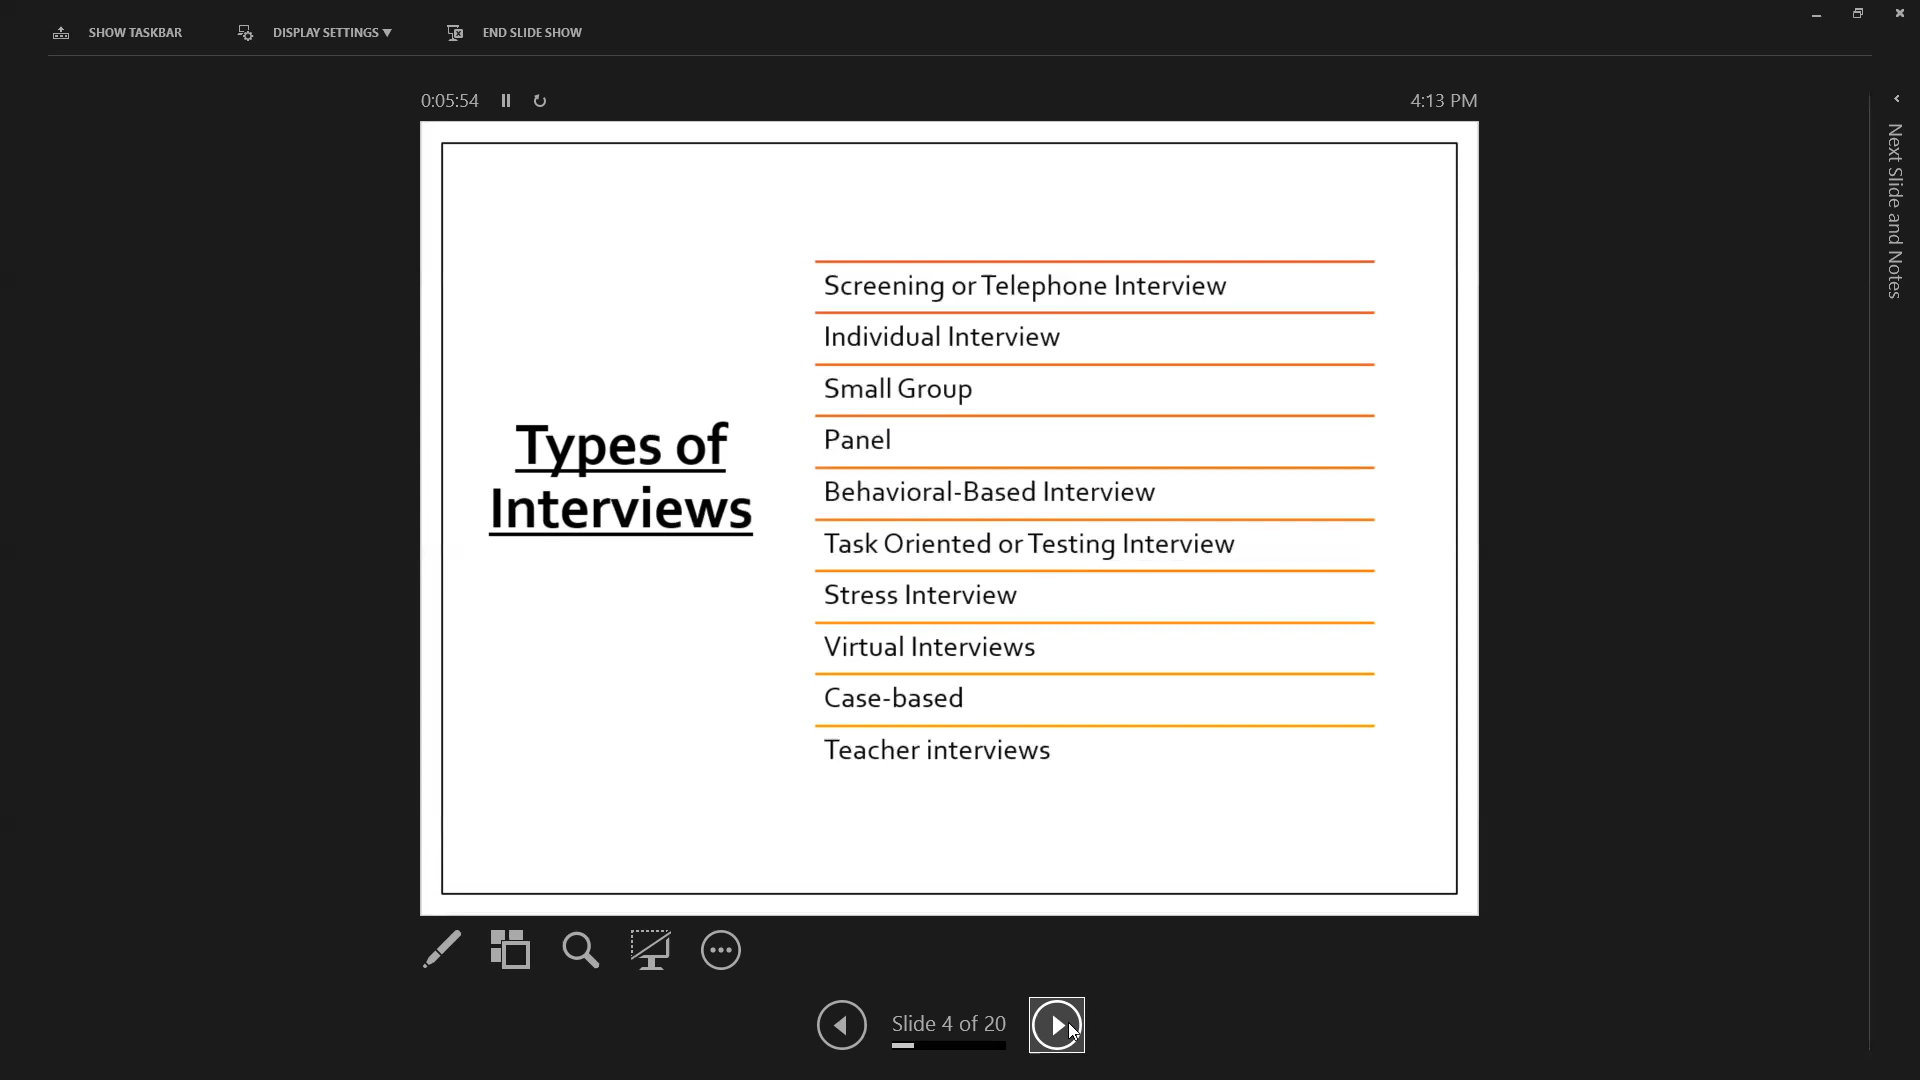 SHOW TASKBAR
DISPLAY SETTINGS ▼
END SLIDE SHOW
0:05:54
4:13 PM
Types of
Interviews
Screening or Telephone Interview
Individual Interview
Small Group
Panel
Behavioral-Based Interview
Task Oriented or Testing Interview
Stress Interview
Virtual Interviews
Case-based
Teacher interviews
Next Slide and Notes
Slide 4 of 20